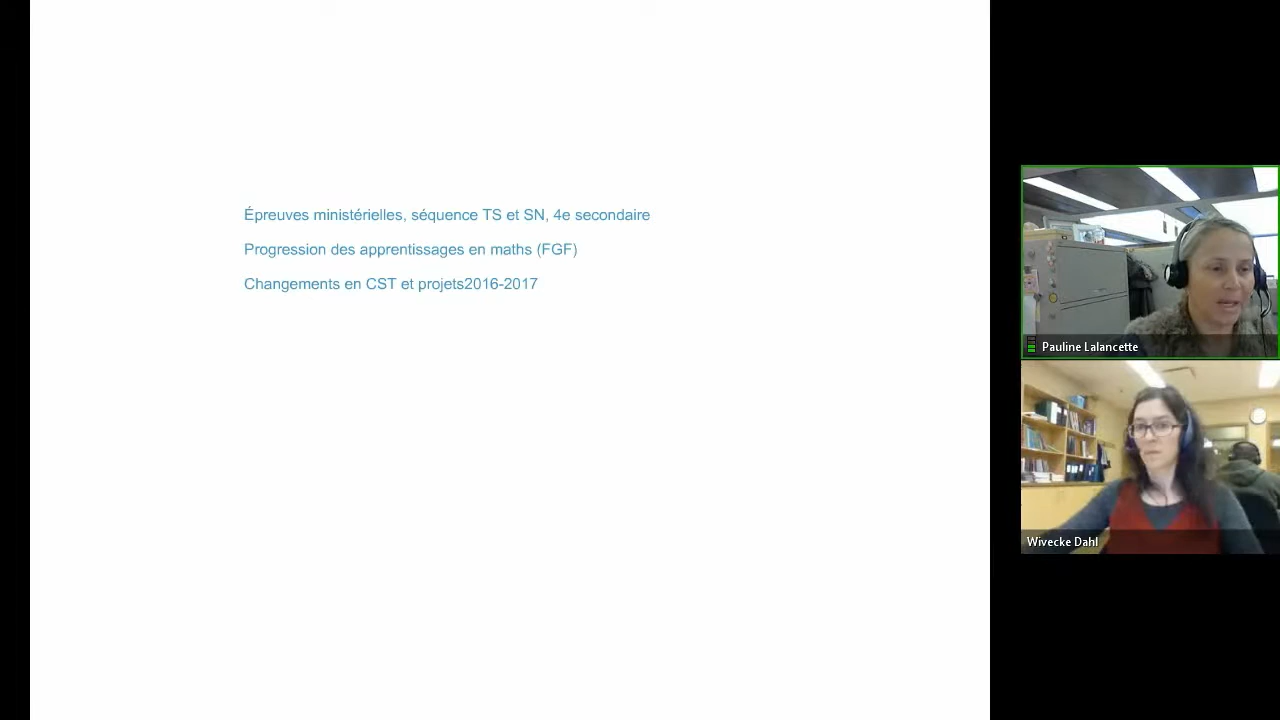 Épreuves ministérielles, séquence TS et SN, 4e secondaire
Progression des apprentissages en maths (FGF)
Changements en CST et projets2016-2017
Pauline Lalancette
Wivecke Dahl